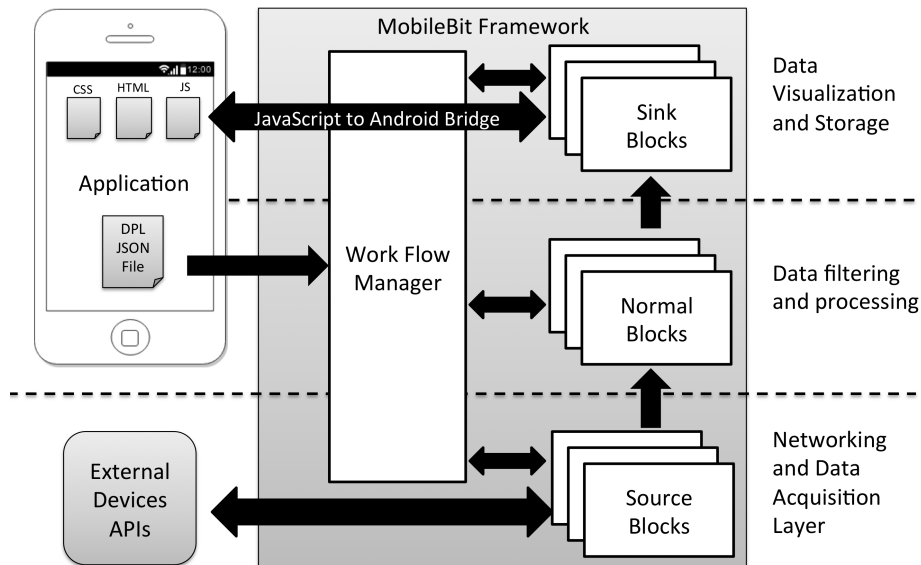 MobileBit Framework
12:00
CSS HTML JS
JavaScript to Android Bridge
Application
DPL
JSON
File
Work Flow
Manager
Sink
Blocks
Data
Visualization
and Storage
Normal
Blocks
Data filtering
and processing
External
Devices
APIs
Source
Blocks
Networking
and Data
Acquisition
Layer